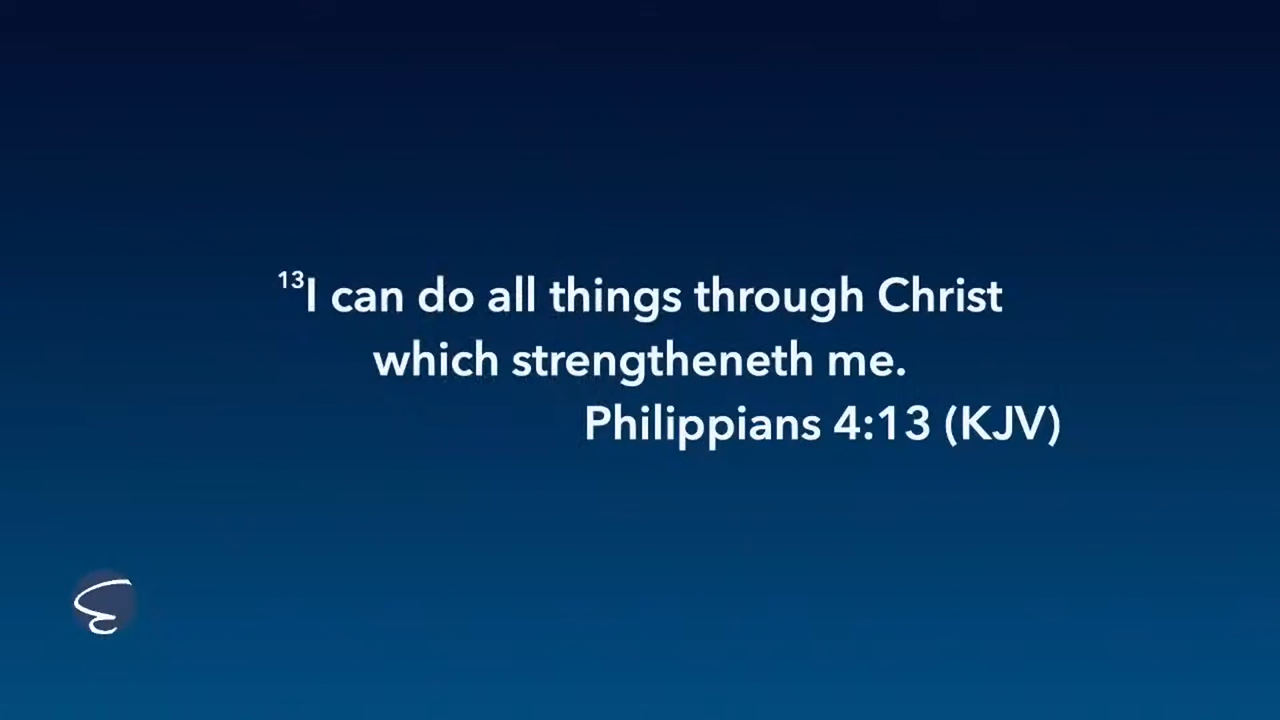 ¹³I can do all things through Christ
which strengtheneth me.
Philippians 4:13 (KJV)